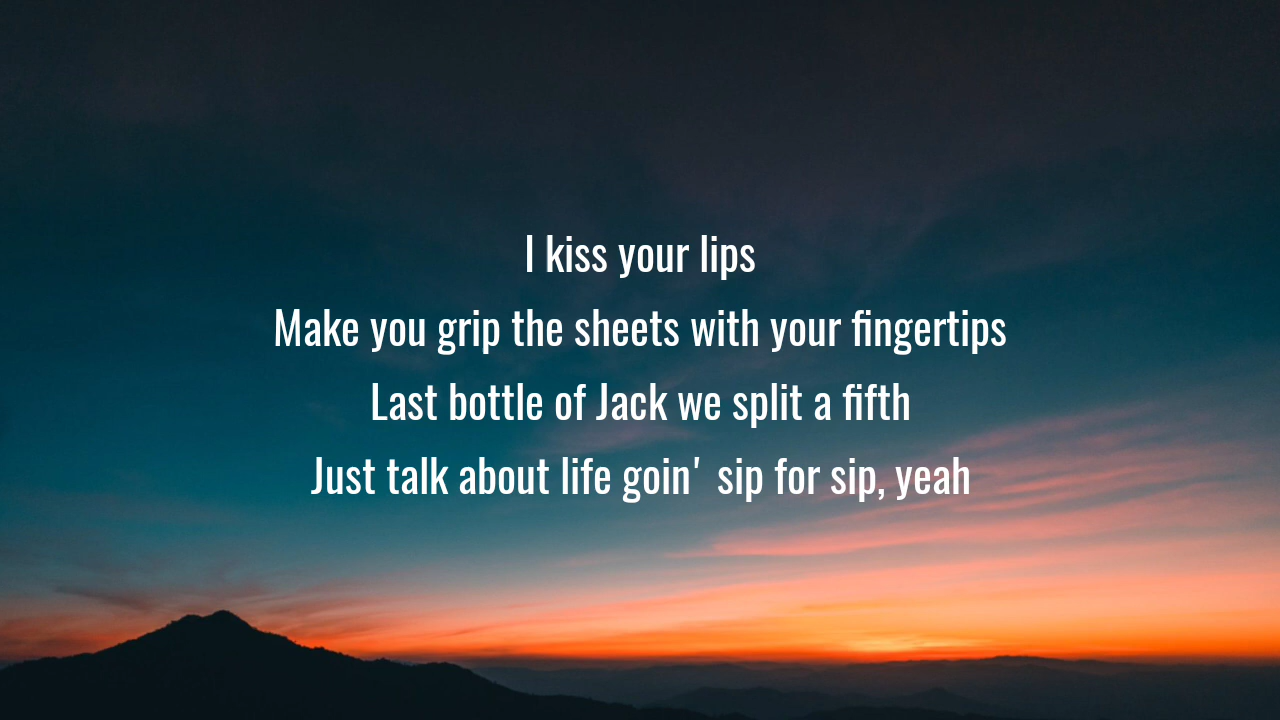 I kiss your lips
Make you grip the sheets with your fingertips
Last bottle of Jack we split a fifth
Just talk about life goin' sip for sip, yeah